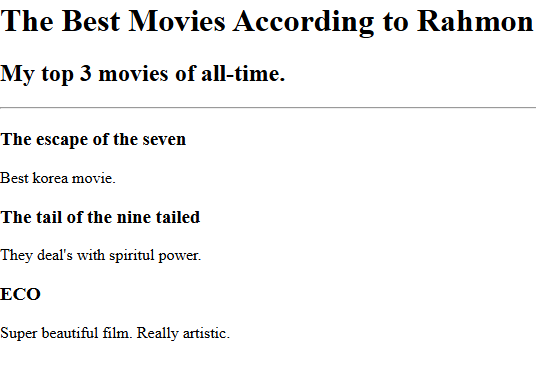 The Best Movies According to Rahmon
My top 3 movies of all-time.
The escape of the seven
Best korea movie.
The tail of the nine tailed
They deal's with spiritul power.
ECO
Super beautiful film. Really artistic.